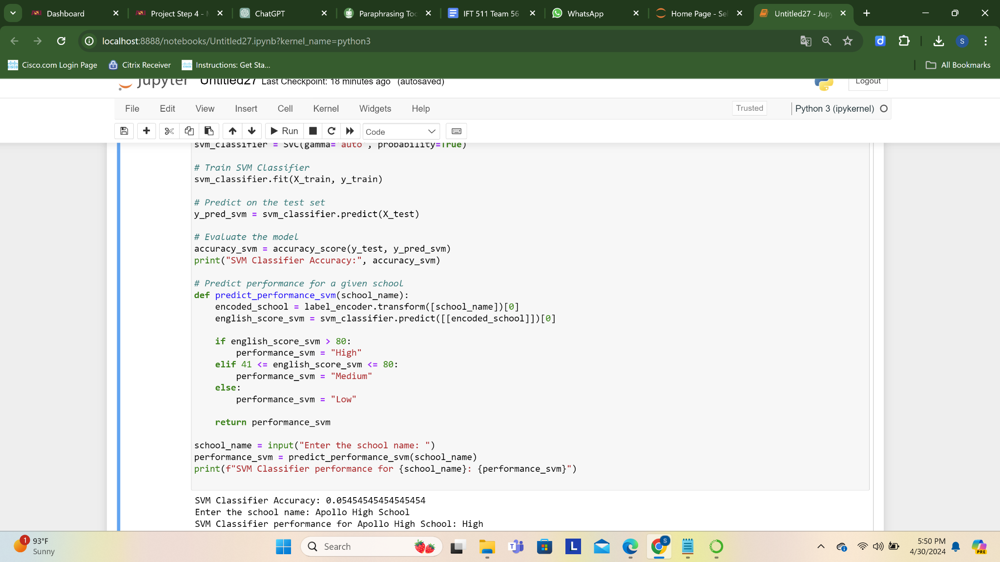 Dashboard
Project Step 4 -
ChatGPT
Paraphrasing Too
IFT 511 Team 56
WhatsApp
Home Page - Se
Untitled27 - Jup
localhost:8888/notebooks/Untitled27.ipynb?kernel_name=python3
S
Cisco.com Login Page
Citrix Receiver
Instructions: Get Sta...
All Bookmarks
jupyter Untitled27 Last Checkpoint: 18 minutes ago (autosaved)
Logout
File Edit View Insert Cell Kernel Widgets Help
Trusted
Python 3 (ipykernel)
Run
Code
svm_classifier = SVC(gamma='auto', probability=True)
# Train SVM Classifier
svm_classifier.fit(X_train, y_train)
# Predict on the test set
y_pred_svm = svm_classifier.predict(X_test)
# Evaluate the model
accuracy_svm = accuracy_score(y_test, y_pred_svm)
print("SVM Classifier Accuracy:", accuracy_svm)
# Predict performance for a given school
def predict_performance_svm(school_name):
    encoded_school = label_encoder.transform([school_name])[0]
    english_score_svm = svm_classifier.predict([[encoded_school]])[0]
    if english_score_svm > 80:
        performance_svm = "High"
    elif 41 <= english_score_svm <= 80:
        performance_svm = "Medium"
    else:
        performance_svm = "Low"
    return performance_svm
school_name = input("Enter the school name: ")
performance_svm = predict_performance_svm(school_name)
print(f"SVM Classifier performance for {school_name}: {performance_svm}")
SVM Classifier Accuracy: 0.05454545454545454
Enter the school name: Apollo High School
SVM Classifier performance for Apollo High School: High
1
93°F
Sunny
Search
L
S
PRE
5:50 PM
4/30/2024